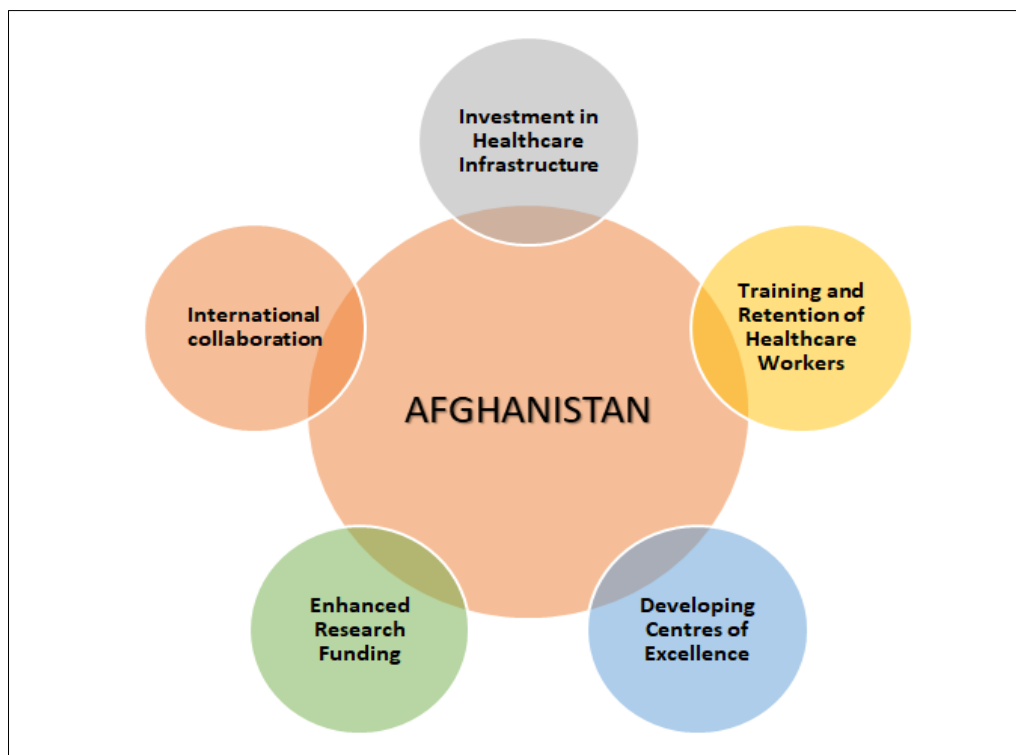 Investment in
Healthcare
Infrastructure
International
collaboration
Training and
Retention of
Healthcare
Workers
AFGHANISTAN
Enhanced
Research
Funding
Developing
Centres of
Excellence